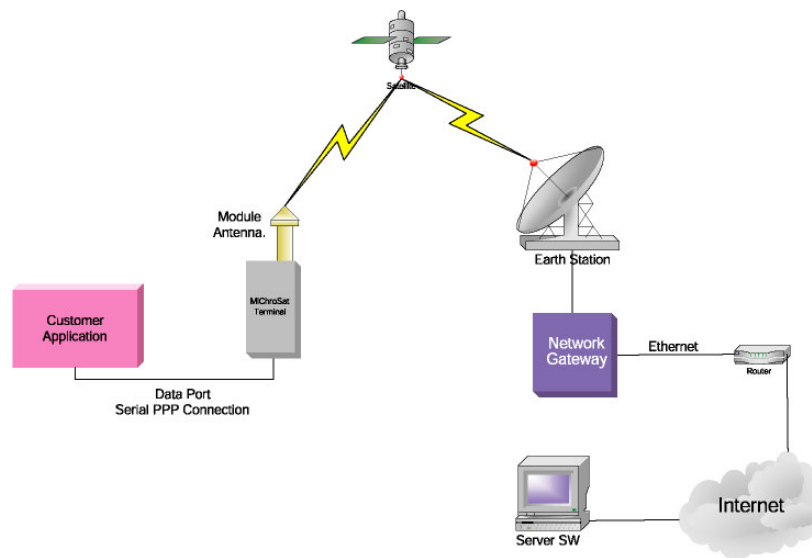 Satellite
Module
Antenna.
MiChroSat
Terminal
Customer
Application
Data Port
Serial PPP Connection
Earth Station
Network
Gateway
Ethernet
Router
Internet
Server SW